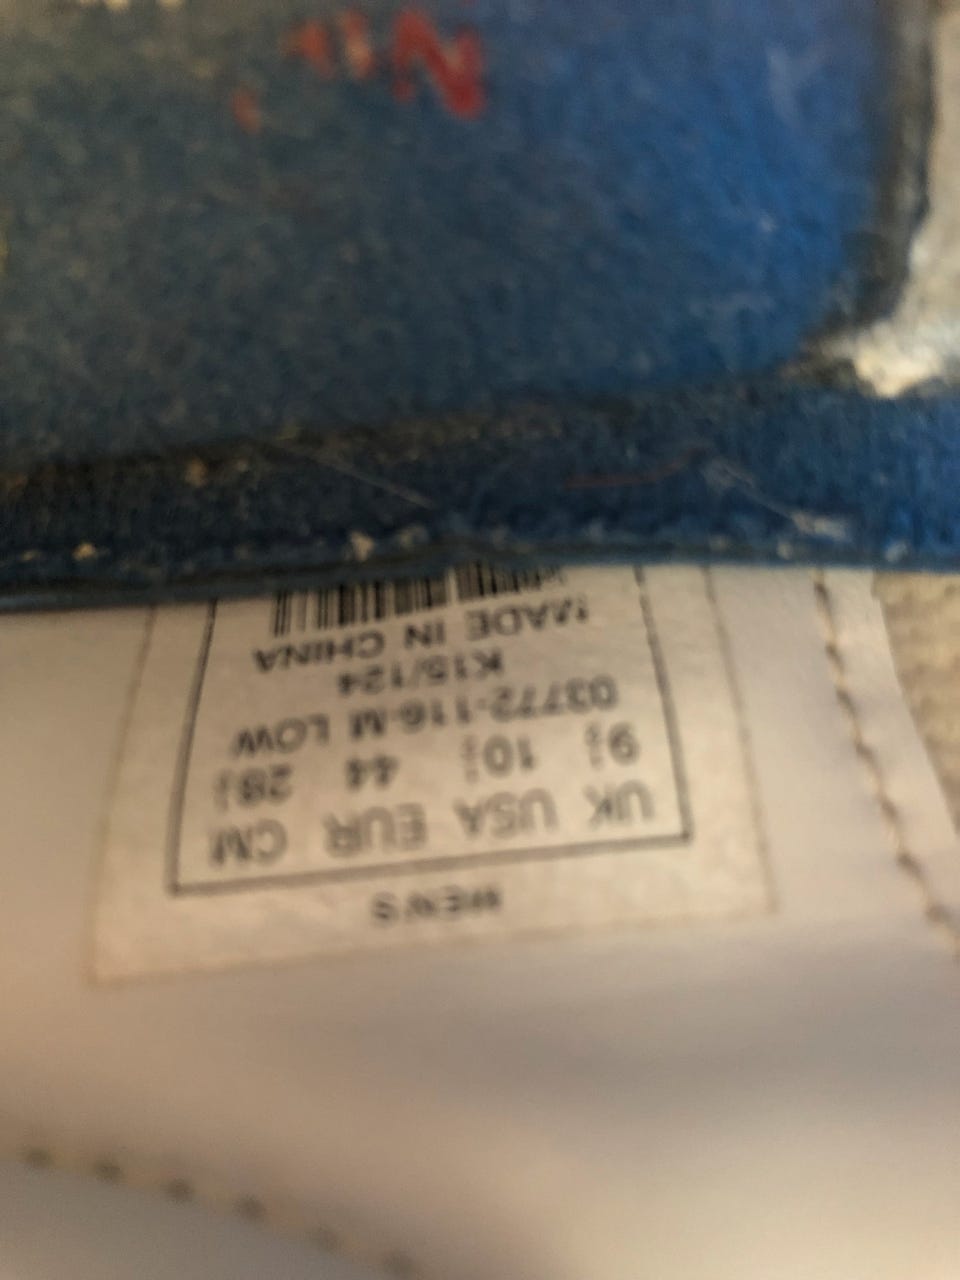 MEN'S
UK USA EUR CM
9½ 10½ 44 28½
03772-116-M LOW
K15/124
MADE IN CHINA